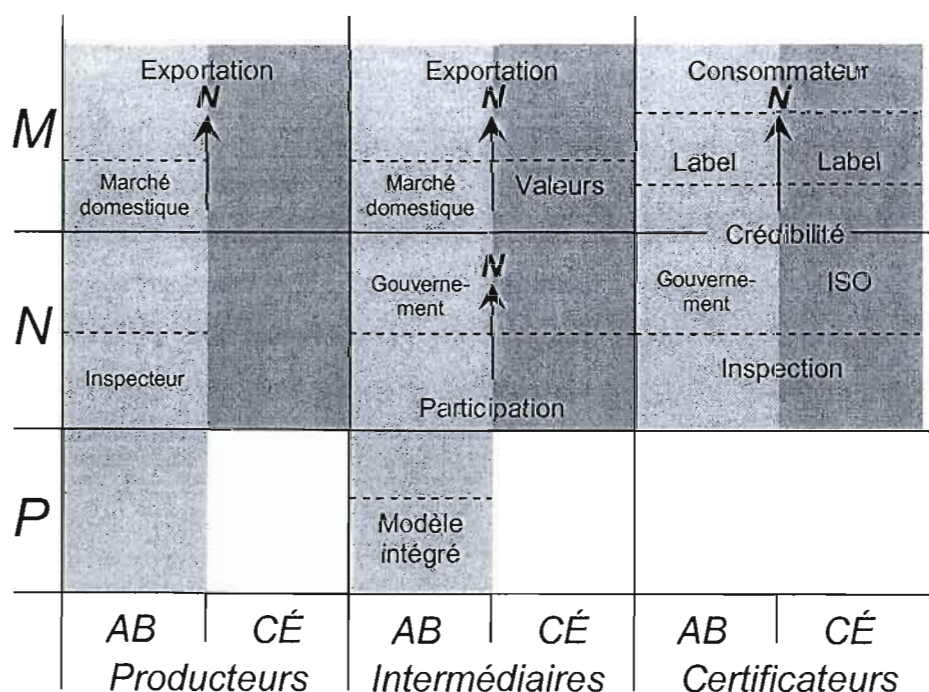 Exportation
Exportation
Consommateur
N
N
N
M
Marché
domestique
Marché
domestique
Valeurs
Label
Label
Crédibilité
N
Gouverne-
ment
N
Gouverne-
ment
ISO
Inspecteur
Participation
Inspection
P
Modèle
intégré
AB
CÉ
AB
CÉ
AB
CÉ
Producteurs
Intermédiaires
Certificateurs